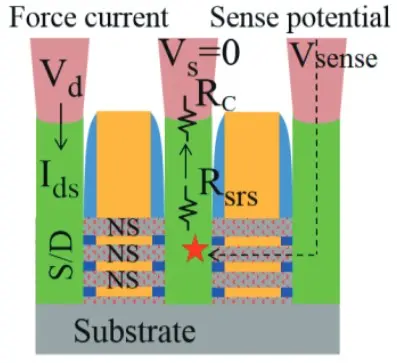 Force current Sense potential
Vd Vs=0 Vsense
RC
Ids Rsrs
S/D
NS
NS
NS
Substrate